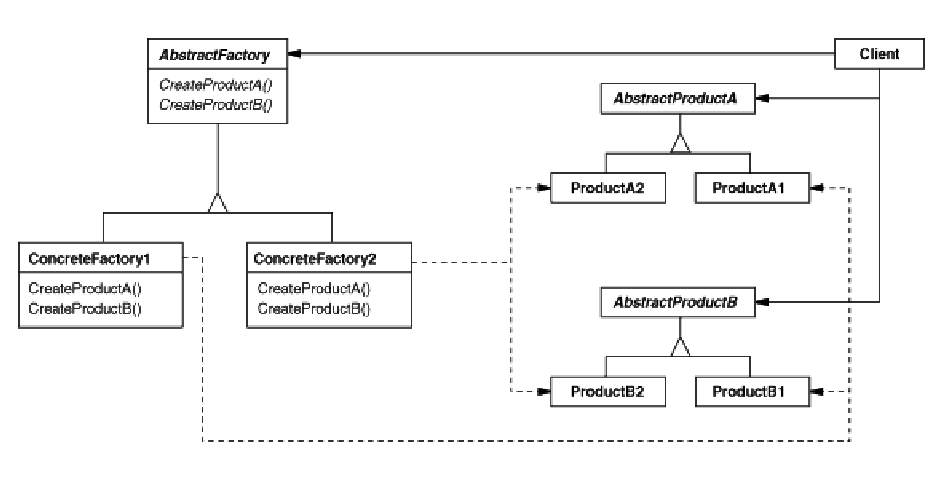 AbstractFactory
CreateProductA()
CreateProductB()
Client
AbstractProductA
ProductA2
ProductA1
ConcreteFactory1
CreateProductA()
CreateProductB()
ConcreteFactory2
CreateProductA()
CreateProductB()
AbstractProductB
ProductB2
ProductB1